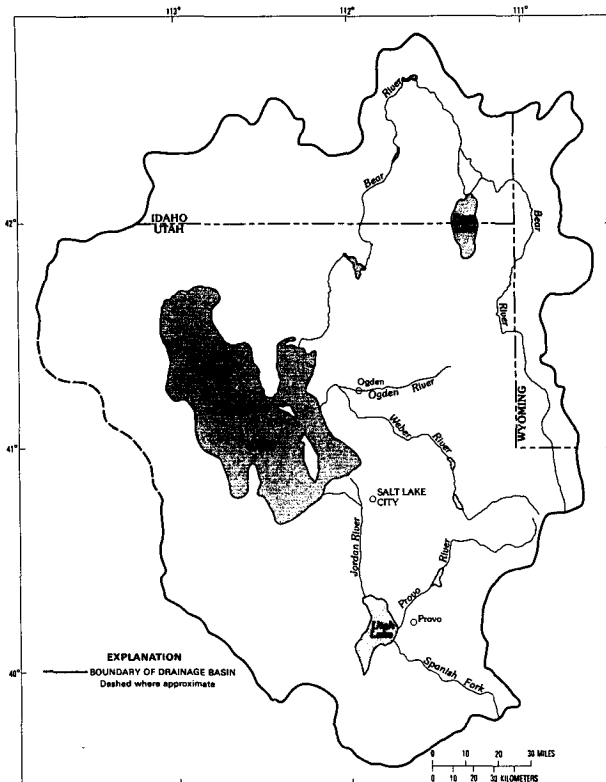 113° 112° 111°
River
Bear
IDAHO
UTAH
42°
Bear
River
Ogden
Ogden River
WYOMING
Weber
River
41°
SALT LAKE
CITY
Jordan River
River
Provo
Utah
Lake
Provo
Spanish Fork
EXPLANATION
BOUNDARY OF DRAINAGE BASIN
Dashed where approximate
40°
0 10 20 30 MILES
0 10 20 30 KILOMETERS